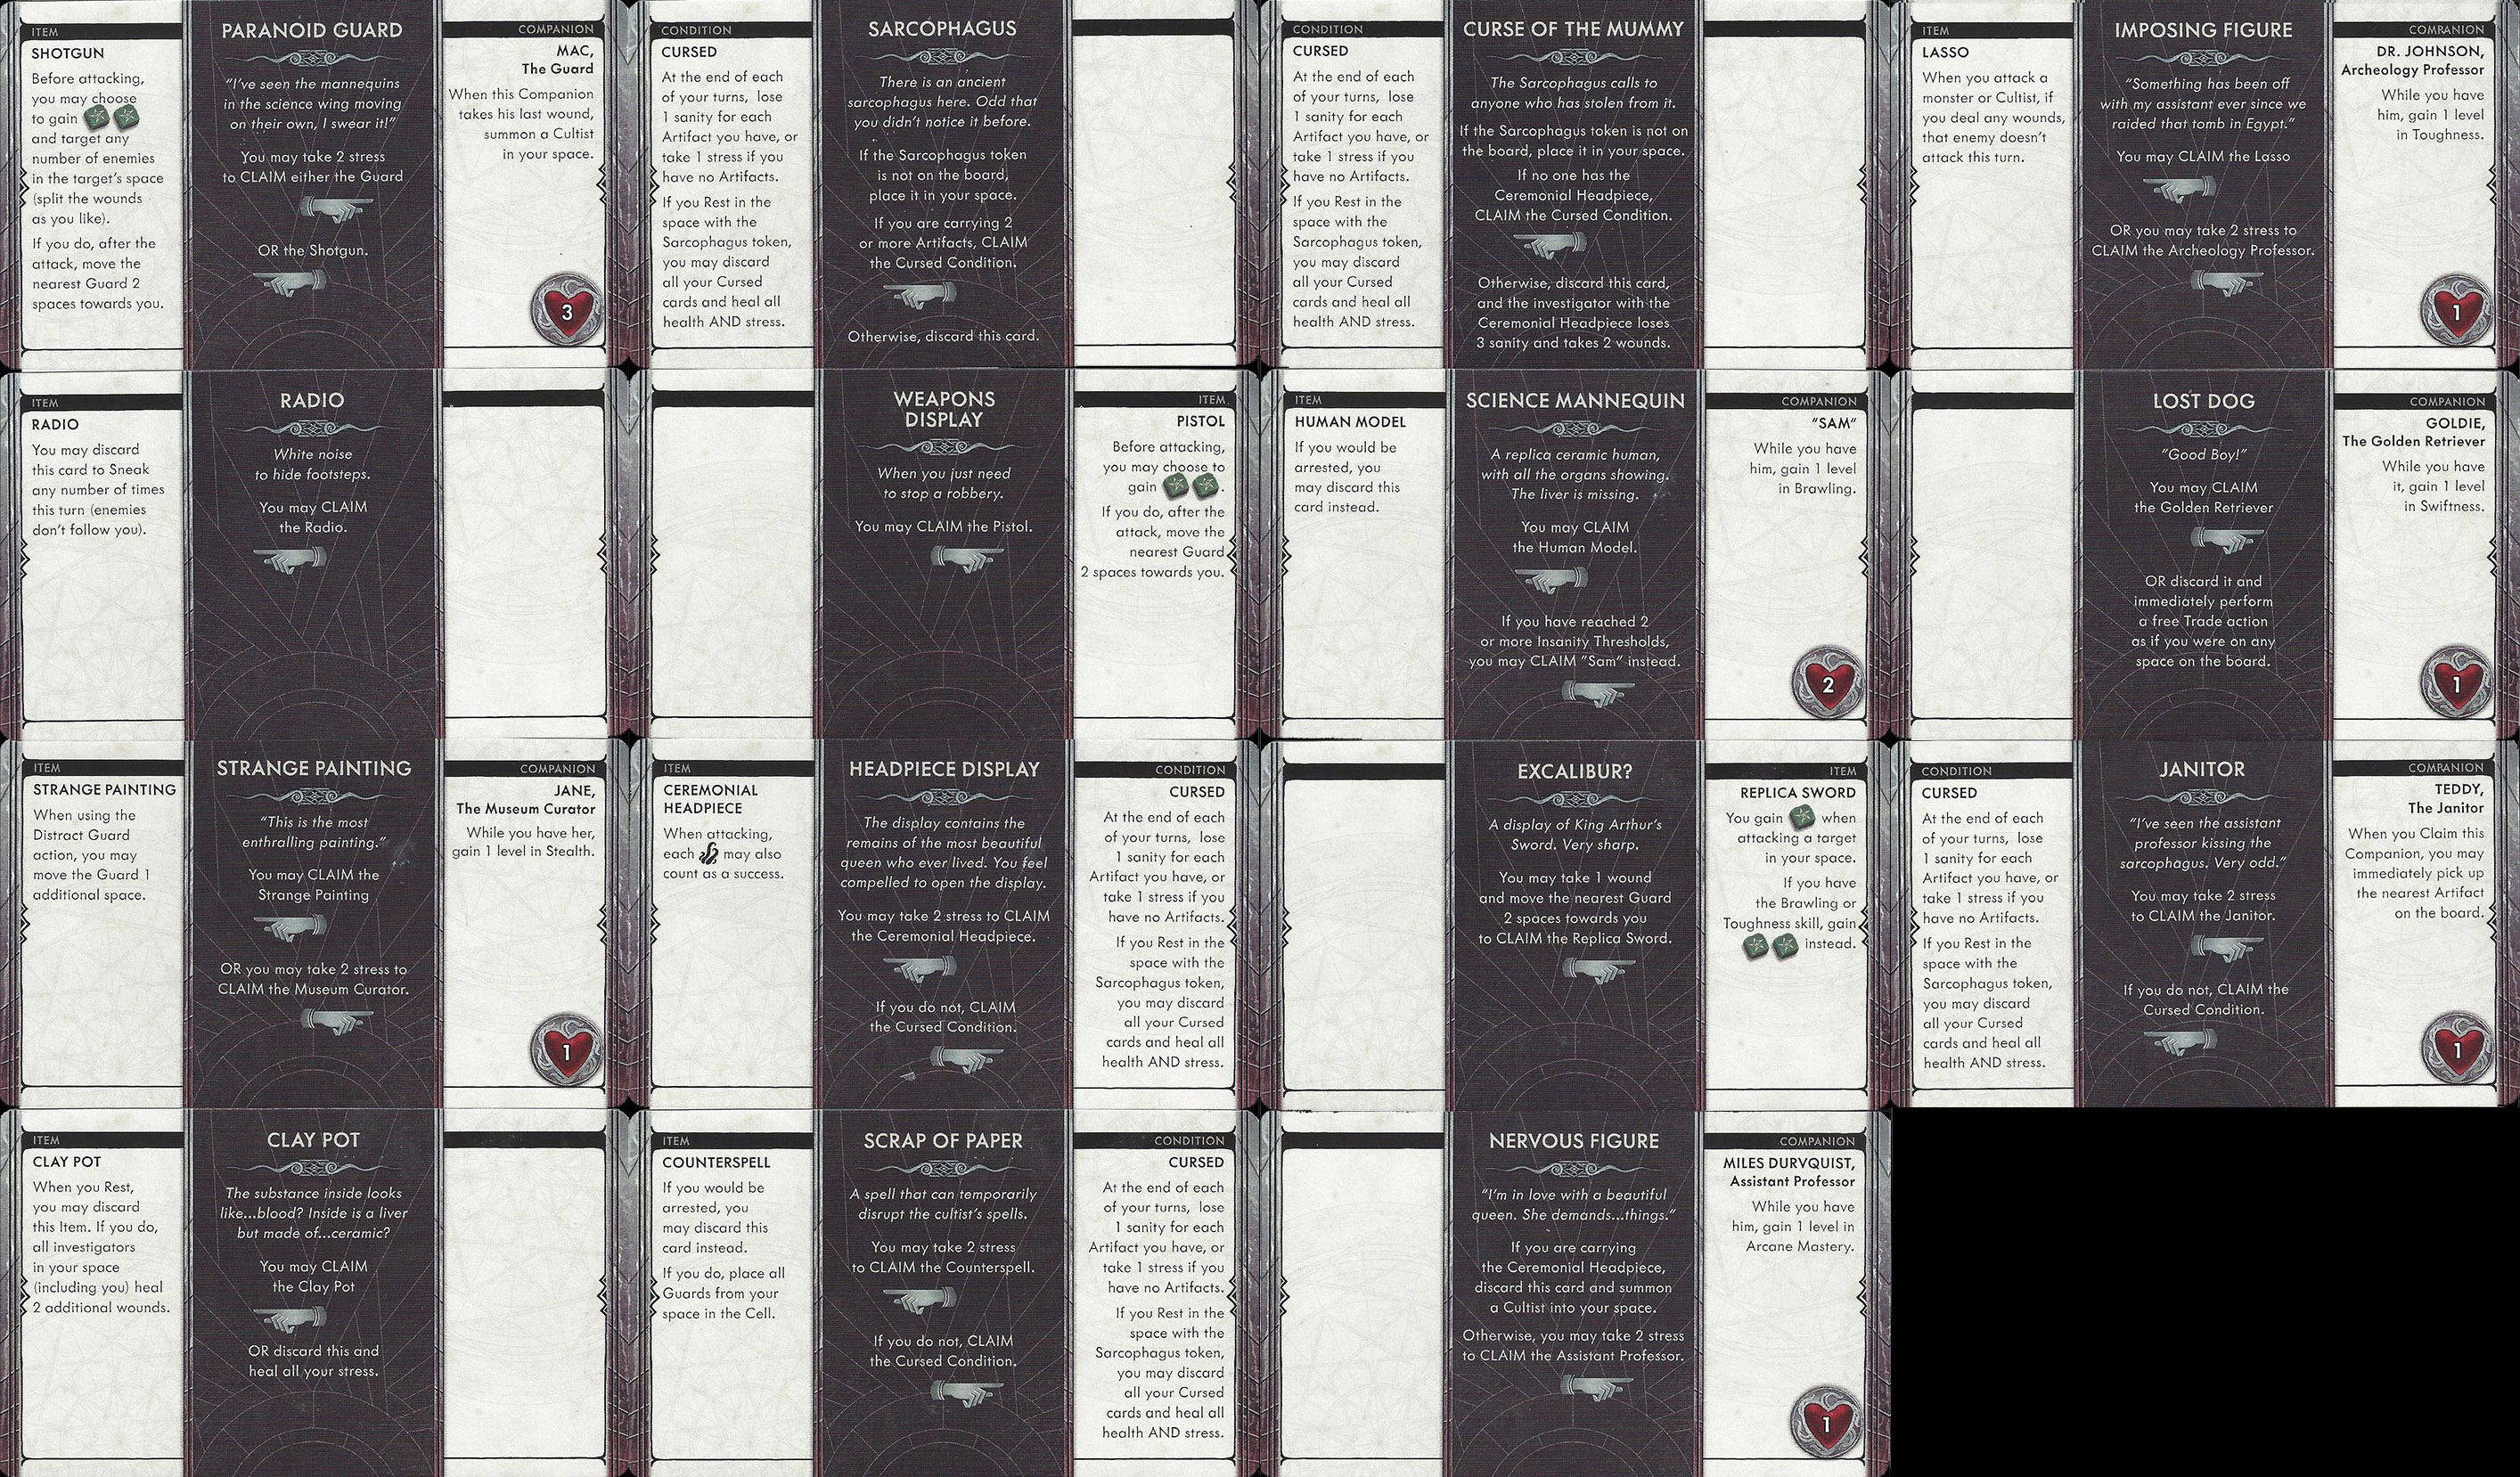 ITEM
SHOTGUN
Before attacking,
you may choose
to gain
and target any
number of enemies
in the target's space
(split the wounds
as you like).
If you do, after the
attack, move the
nearest Guard 2
spaces towards you.
PARANOID GUARD
"I've seen the mannequins
in the science wing moving
on their own, I swear it!"
You may take 2 stress
to CLAIM either the Guard
OR the Shotgun.
COMPANION
MAC,
The Guard
When this Companion
takes his last wound,
summon a Cultist
in your space.
3
CONDITION
CURSED
At the end of each
of your turns, lose
1 sanity for each
Artifact you have, or
take 1 stress if you
have no Artifacts.
If you Rest in the
space with the
Sarcophagus token,
you may discard
all your Cursed
cards and heal all
health AND stress.
SARCOPHAGUS
There is an ancient
sarcophagus here. Odd that
you didn't notice it before.
If the Sarcophagus token
is not on the board,
place it in your space.
If you are carrying 2
or more Artifacts, CLAIM
the Cursed Condition.
Otherwise, discard this card.
CONDITION
CURSED
At the end of each
of your turns, lose
1 sanity for each
Artifact you have, or
take 1 stress if you
have no Artifacts.
If you Rest in the
space with the
Sarcophagus token,
you may discard
all your Cursed
cards and heal all
health AND stress.
CURSE OF THE MUMMY
The Sarcophagus calls to
anyone who has stolen from it.
If the Sarcophagus token is not on
the board, place it in your space.
If no one has the
Ceremonial Headpiece,
CLAIM the Cursed Condition.
Otherwise, discard this card,
and the investigator with the
Ceremonial Headpiece loses
3 sanity and takes 2 wounds.
ITEM
LASSO
When you attack a
monster or Cultist, if
you deal any wounds,
that enemy doesn't
attack this turn.
IMPOSING FIGURE
"Something has been off
with my assistant ever since we
raided that tomb in Egypt."
You may CLAIM the Lasso
OR you may take 2 stress to
CLAIM the Archeology Professor.
COMPANION
DR. JOHNSON,
Archeology Professor
While you have
him, gain 1 level
in Toughness.
1
ITEM
RADIO
You may discard
this card to Sneak
any number of times
this turn (enemies
don't follow you).
RADIO
White noise
to hide footsteps.
You may CLAIM
the Radio.
WEAPONS
DISPLAY
When you just need
to stop a robbery.
You may CLAIM the Pistol.
ITEM
PISTOL
Before attacking,
you may choose to
gain .
If you do, after the
attack, move the
nearest Guard
2 spaces towards you.
ITEM
HUMAN MODEL
If you would be
arrested, you
may discard this
card instead.
SCIENCE MANNEQUIN
A replica ceramic human,
with all the organs showing.
The liver is missing.
You may CLAIM
the Human Model.
If you have reached 2
or more Insanity Thresholds,
you may CLAIM "Sam" instead.
COMPANION
"SAM"
While you have
him, gain 1 level
in Brawling.
2
LOST DOG
"Good Boy!"
You may CLAIM
the Golden Retriever
OR discard it and
immediately perform
a free Trade action
as if you were on any
space on the board.
COMPANION
GOLDIE,
The Golden Retriever
While you have
it, gain 1 level
in Swiftness.
1
ITEM
STRANGE PAINTING
When using the
Distract Guard
action, you may
move the Guard 1
additional space.
STRANGE PAINTING
"This is the most
enthralling painting."
You may CLAIM the
Strange Painting
OR you may take 2 stress to
CLAIM the Museum Curator.
COMPANION
JANE,
The Museum Curator
While you have her,
gain 1 level in Stealth.
1
ITEM
CEREMONIAL
HEADPIECE
When attacking,
each may also
count as a success.
HEADPIECE DISPLAY
The display contains the
remains of the most beautiful
queen who ever lived. You feel
compelled to open the display.
You may take 2 stress to CLAIM
the Ceremonial Headpiece.
If you do not, CLAIM
the Cursed Condition.
CONDITION
CURSED
At the end of each
of your turns, lose
1 sanity for each
Artifact you have, or
take 1 stress if you
have no Artifacts.
If you Rest in the
space with the
Sarcophagus token,
you may discard
all your Cursed
cards and heal all
health AND stress.
EXCALIBUR?
A display of King Arthur's
Sword. Very sharp.
You may take 1 wound
and move the nearest Guard
2 spaces towards you
to CLAIM the Replica Sword.
ITEM
REPLICA SWORD
You gain when
attacking a target
in your space.
If you have
the Brawling or
Toughness skill, gain
instead.
CONDITION
CURSED
At the end of each
of your turns, lose
1 sanity for each
Artifact you have, or
take 1 stress if you
have no Artifacts.
If you Rest in the
space with the
Sarcophagus token,
you may discard
all your Cursed
cards and heal all
health AND stress.
JANITOR
"I've seen the assistant
professor kissing the
sarcophagus. Very odd."
You may take 2 stress
to CLAIM the Janitor.
If you do not, CLAIM the
Cursed Condition.
COMPANION
TEDDY,
The Janitor
When you Claim this
Companion, you may
immediately pick up
the nearest Artifact
on the board.
1
ITEM
CLAY POT
When you Rest,
you may discard
this Item. If you do,
all investigators
in your space
(including you) heal
2 additional wounds.
CLAY POT
The substance inside looks
like...blood? Inside is a liver
but made of...ceramic?
You may CLAIM
the Clay Pot
OR discard this and
heal all your stress.
ITEM
COUNTERSPELL
If you would be
arrested, you
may discard this
card instead.
If you do, place all
Guards from your
space in the Cell.
SCRAP OF PAPER
A spell that can temporarily
disrupt the cultist's spells.
You may take 2 stress
to CLAIM the Counterspell.
If you do not, CLAIM
the Cursed Condition.
CONDITION
CURSED
At the end of each
of your turns, lose
1 sanity for each
Artifact you have, or
take 1 stress if you
have no Artifacts.
If you Rest in the
space with the
Sarcophagus token,
you may discard
all your Cursed
cards and heal all
health AND stress.
NERVOUS FIGURE
"I'm in love with a beautiful
queen. She demands...things."
If you are carrying
the Ceremonial Headpiece,
discard this card and summon
a Cultist into your space.
Otherwise, you may take 2 stress
to CLAIM the Assistant Professor.
COMPANION
MILES DURVQUIST,
Assistant Professor
While you have
him, gain 1 level in
Arcane Mastery.
1